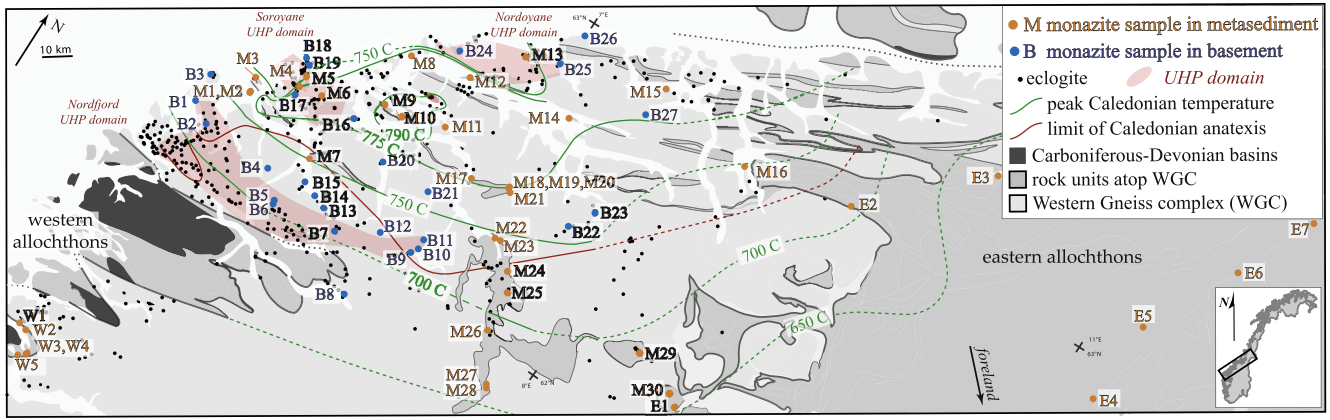 N
10 km
Soroyane
UHP domain
Nordoyane
UHP domain
63°N
7°E
Nordfjord
UHP domain
western
allochthons
eastern allochthons
foreland
750 C
790 C
775 C
750 C
700 C
700 C
650 C
B18
B19
M3
M4
M5
M6
B3
M1,M2
B1
B2
B17
B16
M8
B24
M13
B26
B25
M12
M9
M10
M11
M14
M15
B27
M7
B4
B20
B15
B14
B13
B5
B6
B7
B21
M17
M18,M19,M20
M21
M16
E3
E2
B23
B22
B12
B11
B10
B9
B8
M22
M23
M24
M25
M26
M27
M28
M29
M30
E1
W1
W2
W3,W4
W5
E7
E6
E5
E4
8°E
62°N
11°E
63°N
M monazite sample in metasediment
B monazite sample in basement
eclogite
UHP domain
peak Caledonian temperature
limit of Caledonian anatexis
Carboniferous-Devonian basins
rock units atop WGC
Western Gneiss complex (WGC)
N